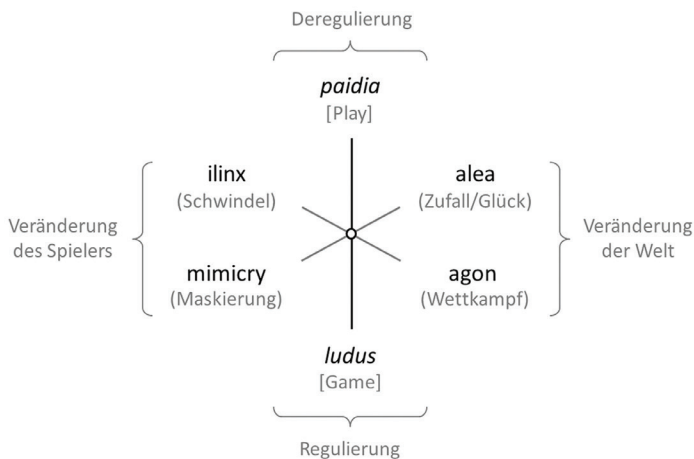 Deregulierung
paidia
[Play]
ilinx
(Schwindel)
alea
(Zufall/Glück)
Veränderung
des Spielers
Veränderung
der Welt
mimicry
(Maskierung)
agon
(Wettkampf)
ludus
[Game]
Regulierung